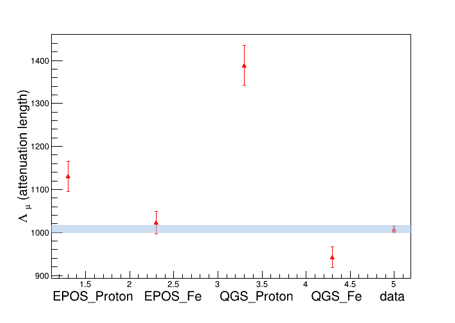 Λ μ (attenuation length)
1400
1300
1200
1100
1000
900
1.5 2 2.5 3 3.5 4 4.5 5
EPOS_Proton EPOS_Fe QGS_Proton QGS_Fe data